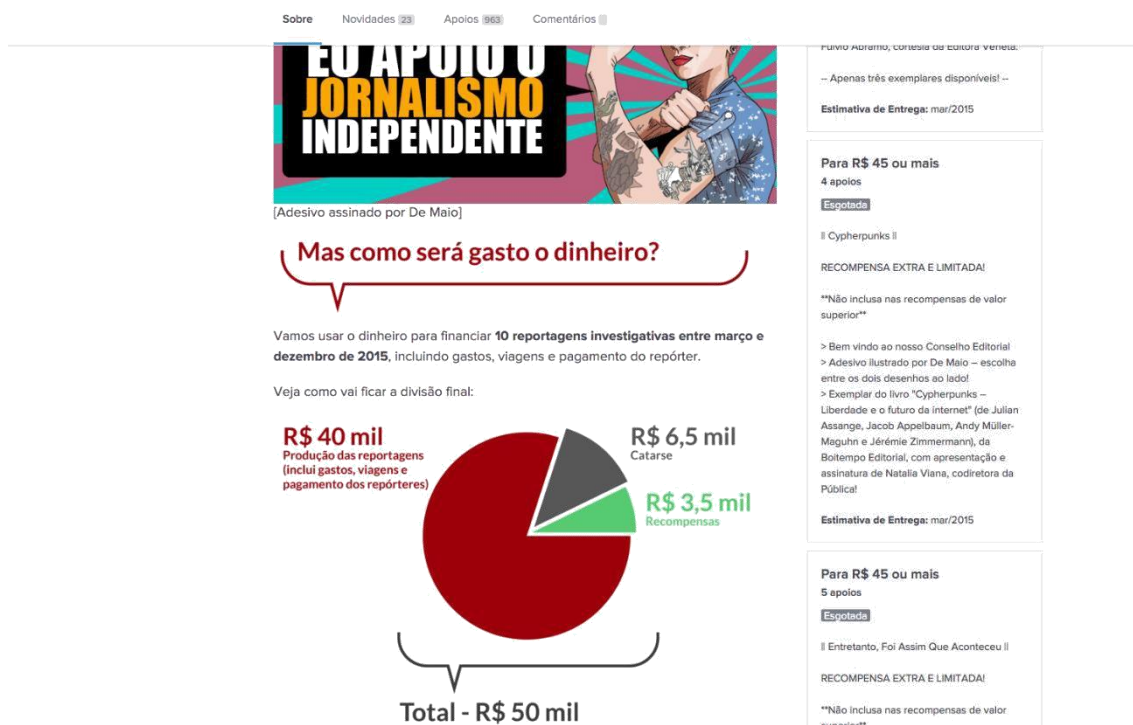 Sobre
Novidades 23
Apoios 963
Comentários
EU APOIO O
JORNALISMO
INDEPENDENTE
[Adesivo assinado por De Maio]
Mas como será gasto o dinheiro?
Vamos usar o dinheiro para financiar 10 reportagens investigativas entre março e
dezembro de 2015, incluindo gastos, viagens e pagamento do repórter.
Veja como vai ficar a divisão final:
R$ 40 mil
Produção das reportagens
(inclui gastos, viagens e
pagamento dos repórteres)
R$ 6,5 mil
Catarse
R$ 3,5 mil
Recompensas
Total - R$ 50 mil
Fulvio Abramo, cortesia da Editora Veneta.
-- Apenas três exemplares disponíveis! --
Estimativa de Entrega: mar/2015
Para R$ 45 ou mais
4 apoios
Esgotada
|| Cypherpunks ||
RECOMPENSA EXTRA E LIMITADA!
**Não inclusa nas recompensas de valor
superior**
> Bem vindo ao nosso Conselho Editorial
> Adesivo ilustrado por De Maio – escolha
entre os dois desenhos ao lado!
> Exemplar do livro "Cypherpunks –
Liberdade e o futuro da internet" (de Julian
Assange, Jacob Appelbaum, Andy Müller-
Maguhn e Jérémie Zimmermann), da
Boitempo Editorial, com apresentação e
assinatura de Natalia Viana, codiretora da
Pública!
Estimativa de Entrega: mar/2015
Para R$ 45 ou mais
5 apoios
Esgotada
|| Entretanto, Foi Assim Que Aconteceu ||
RECOMPENSA EXTRA E LIMITADA!
**Não inclusa nas recompensas de valor
superior**